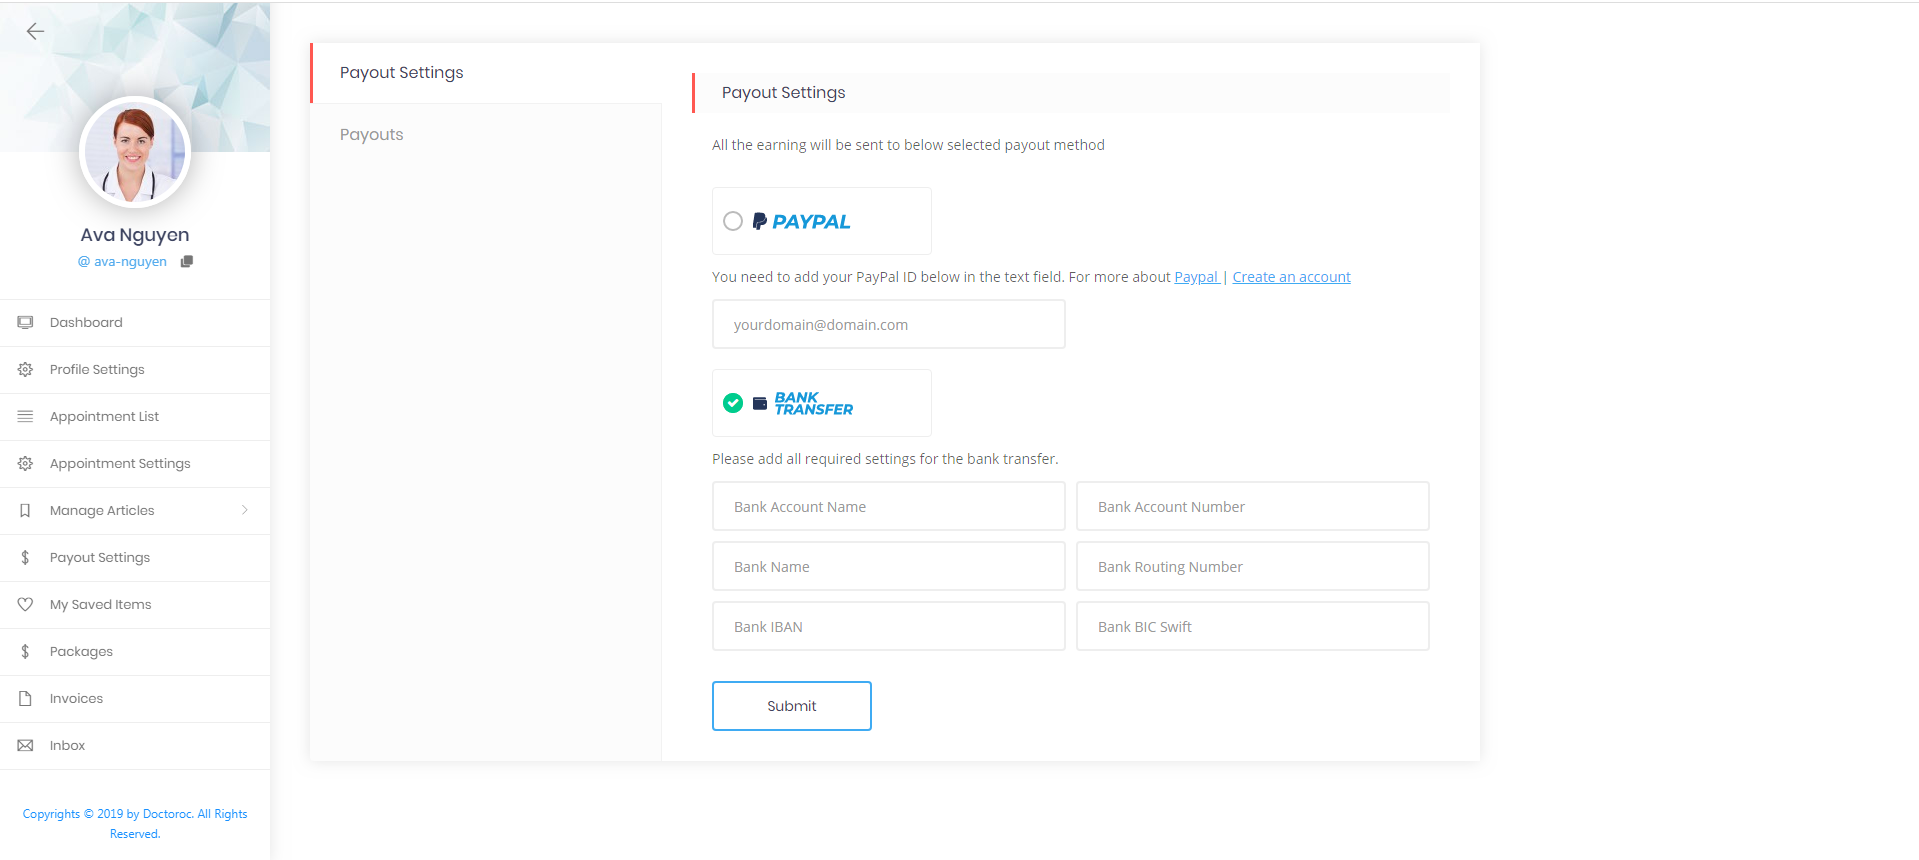 Ava Nguyen
@ ava-nguyen
Dashboard
Profile Settings
Appointment List
Appointment Settings
Manage Articles
Payout Settings
My Saved Items
Packages
Invoices
Inbox
Copyrights © 2019 by Doctoroc. All Rights
Reserved.
Payout Settings
Payouts
Payout Settings
All the earning will be sent to below selected payout method
PAYPAL
You need to add your PayPal ID below in the text field. For more about Paypal | Create an account
yourdomain@domain.com
BANK
TRANSFER
Please add all required settings for the bank transfer.
Bank Account Name
Bank Account Number
Bank Name
Bank Routing Number
Bank IBAN
Bank BIC Swift
Submit